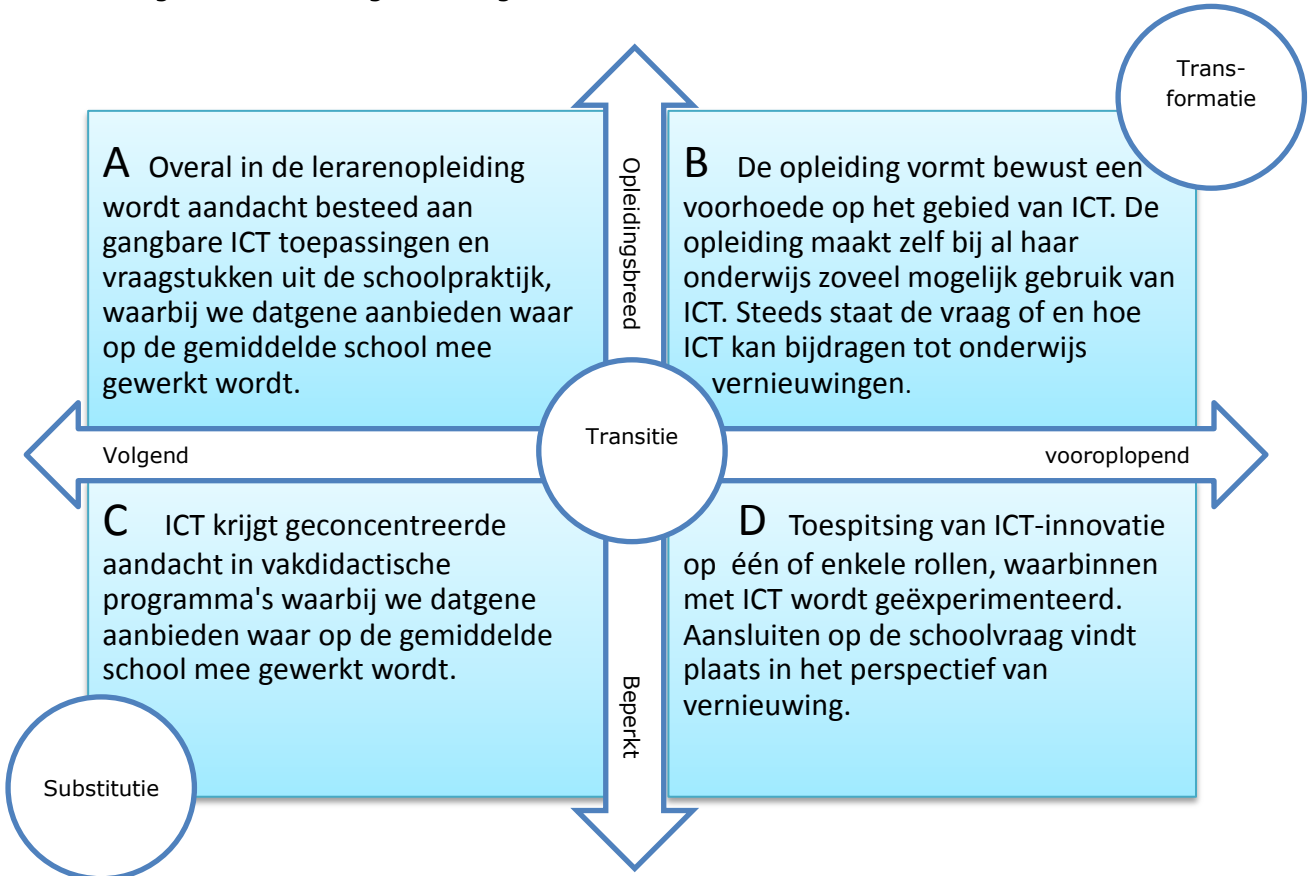 Trans-
formatie
A Overal in de lerarenopleiding
wordt aandacht besteed aan
gangbare ICT toepassingen en
vraagstukken uit de schoolpraktijk,
waarbij we datgene aanbieden waar
op de gemiddelde school mee
gewerkt wordt.
Opleidingsbreed
B De opleiding vormt bewust een
voorhoede op het gebied van ICT. De
opleiding maakt zelf bij al haar
onderwijs zoveel mogelijk gebruik van
ICT. Steeds staat de vraag of en hoe
ICT kan bijdragen tot onderwijs
vernieuwingen.
Volgend
Transitie
vooroplopend
C ICT krijgt geconcentreerde
aandacht in vakdidactische
programma's waarbij we datgene
aanbieden waar op de gemiddelde
school mee gewerkt wordt.
Beperkt
D Toespitsing van ICT-innovatie
op één of enkele rollen, waarbinnen
met ICT wordt geëxperimenteerd.
Aansluiten op de schoolvraag vindt
plaats in het perspectief van
vernieuwing.
Substitutie